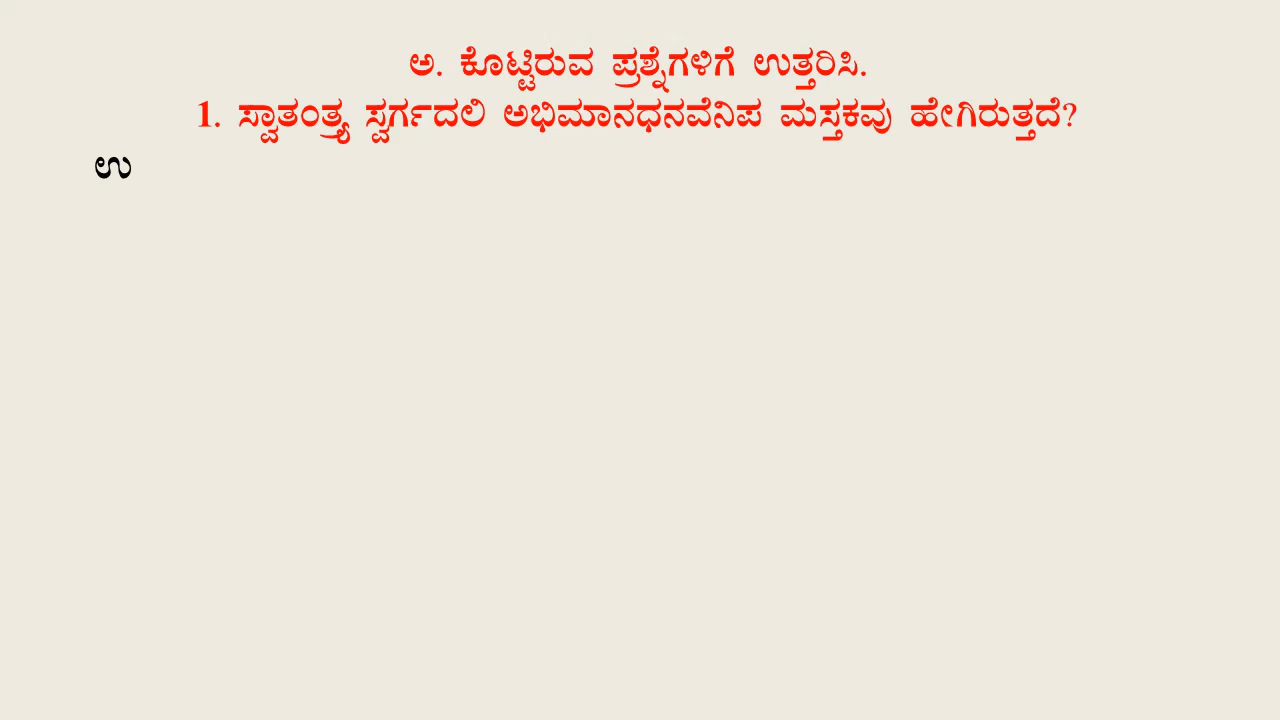 ಅ. ಕೊಟ್ಟಿರುವ ಪ್ರಶ್ನೆಗಳಿಗೆ ಉತ್ತರಿಸಿ.
1. ಸ್ವಾತಂತ್ರ್ಯ ಸ್ವರ್ಗದಲಿ ಅಭಿಮಾನಧನವೆನಿಪ ಮಸ್ತಕವು ಹೇಗಿರುತ್ತದೆ?
ಉ